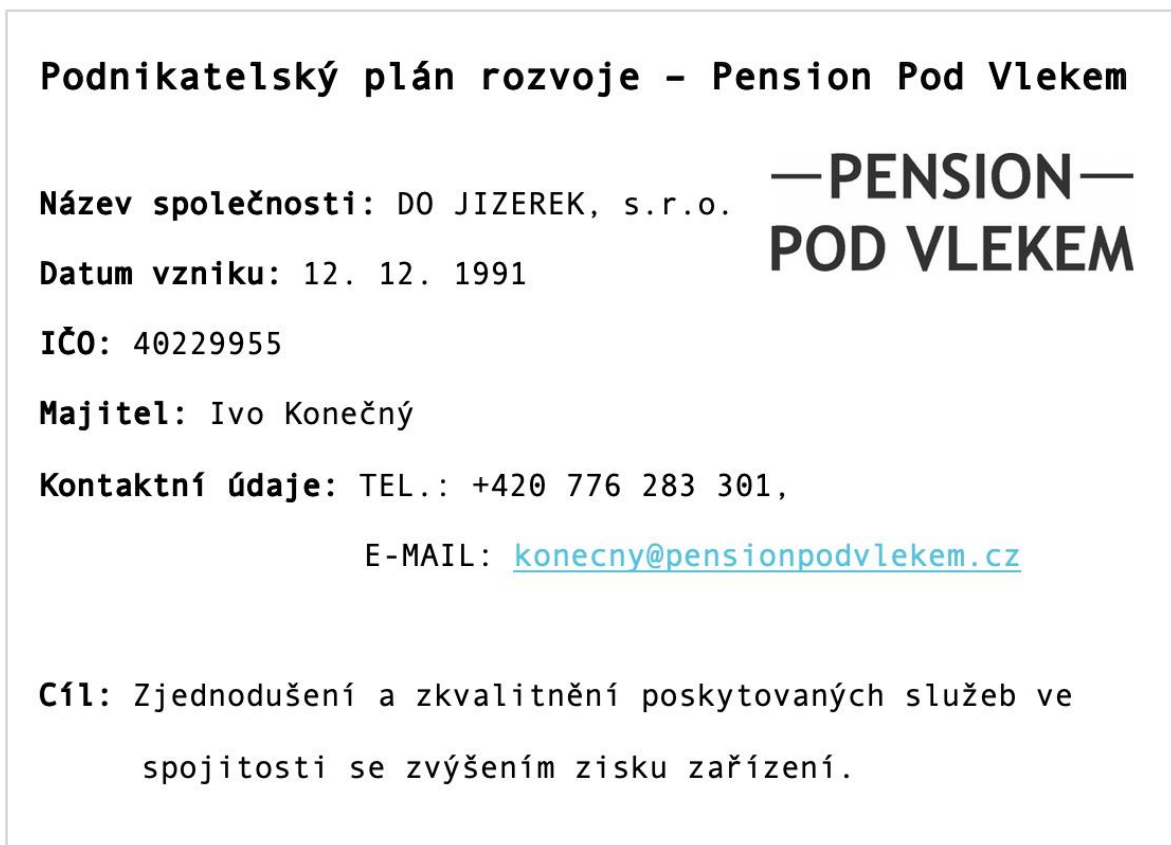 Podnikatelský plán rozvoje – Pension Pod Vlekem
—PENSION—
POD VLEKEM
Název společnosti: DO JIZEREK, s.r.o.
Datum vzniku: 12. 12. 1991
IČO: 40229955
Majitel: Ivo Konečný
Kontaktní údaje: TEL.: +420 776 283 301,
E-MAIL: konecny@pensionpodvlekem.cz
Cíl: Zjednodušení a zkvalitnění poskytovaných služeb ve
spojitosti se zvýšením zisku zařízení.